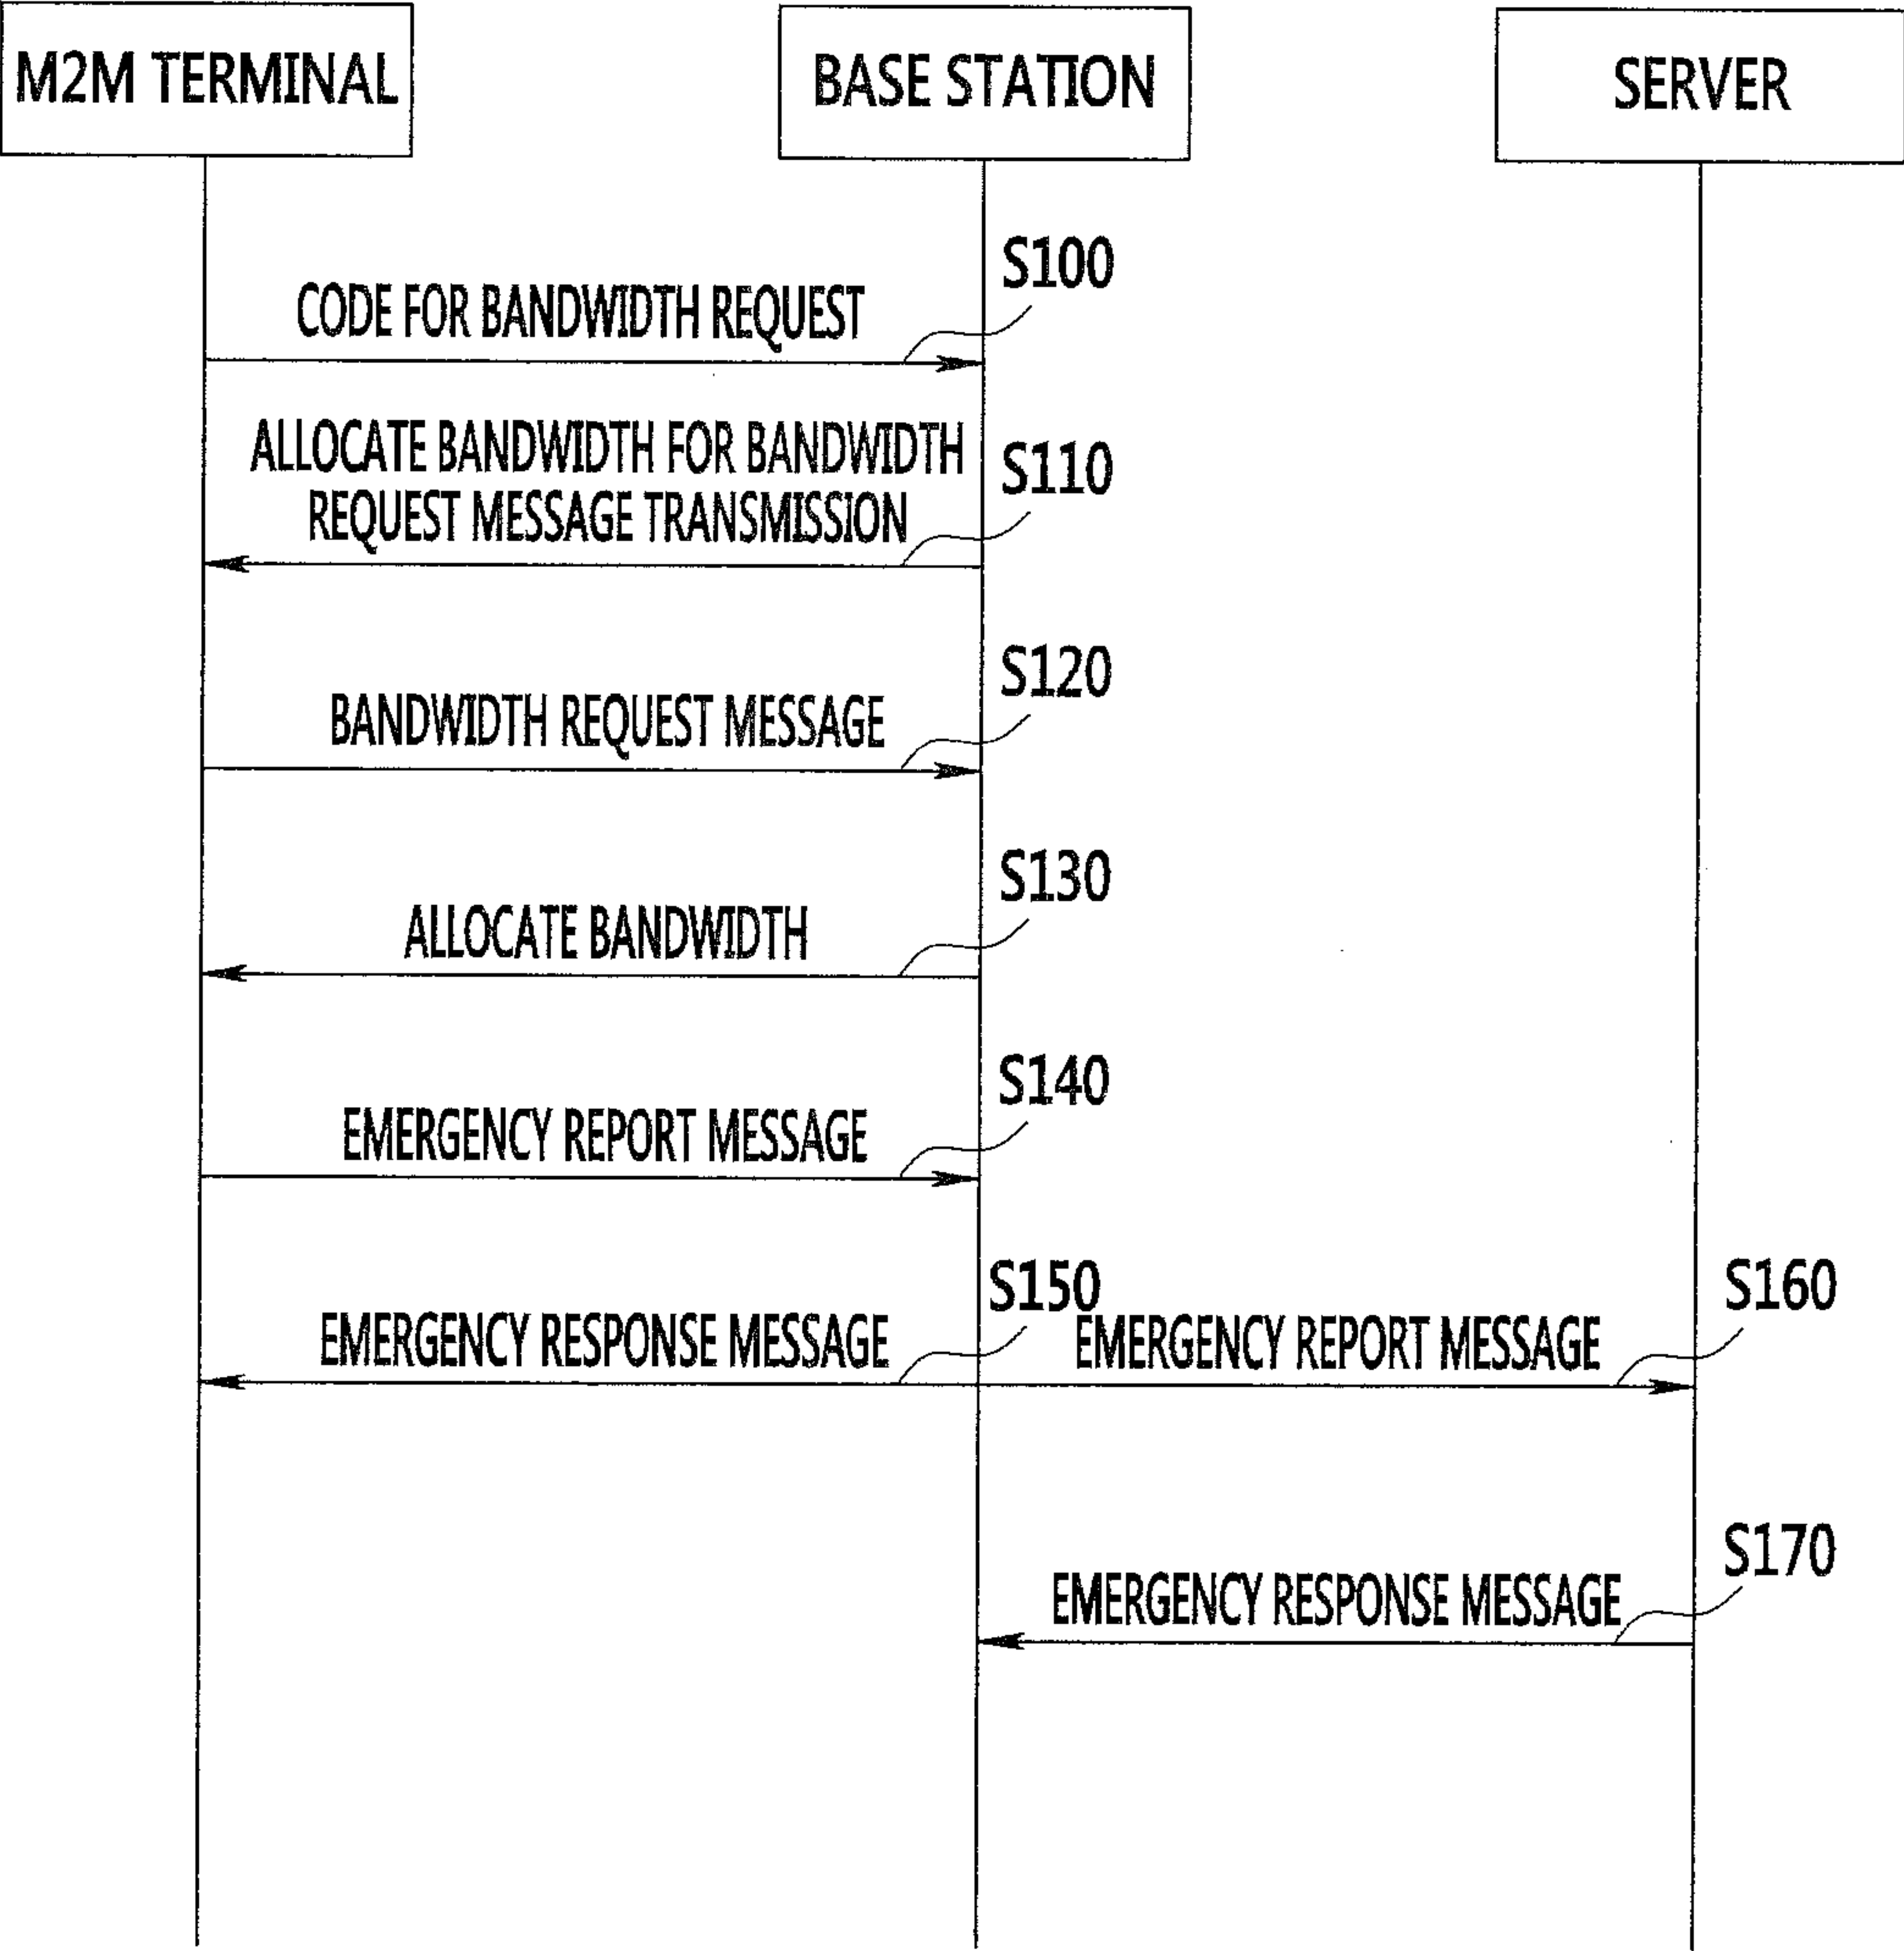 M2M TERMINAL
BASE STATION
SERVER
S100
CODE FOR BANDWIDTH REQUEST
ALLOCATE BANDWIDTH FOR BANDWIDTH
REQUEST MESSAGE TRANSMISSION
S110
S120
BANDWIDTH REQUEST MESSAGE
S130
ALLOCATE BANDWIDTH
S140
EMERGENCY REPORT MESSAGE
S150
EMERGENCY RESPONSE MESSAGE
S160
EMERGENCY REPORT MESSAGE
S170
EMERGENCY RESPONSE MESSAGE